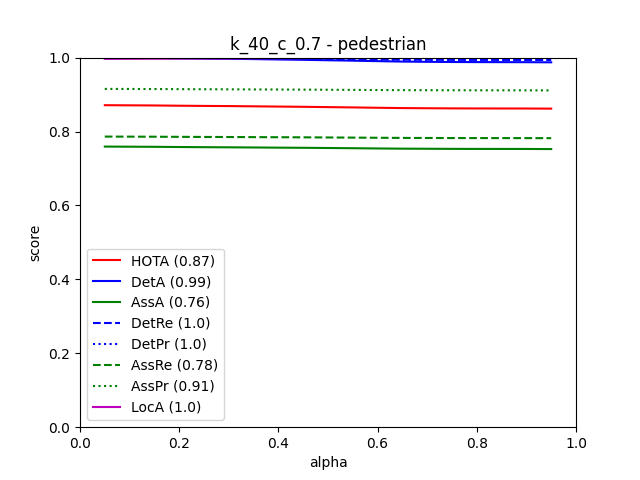 k_40_c_0.7 - pedestrian
1.0
0.8
0.6
0.4
0.2
0.0
score
HOTA (0.87)
DetA (0.99)
AssA (0.76)
DetRe (1.0)
DetPr (1.0)
AssRe (0.78)
AssPr (0.91)
LocA (1.0)
0.0 0.2 0.4 0.6 0.8 1.0
alpha